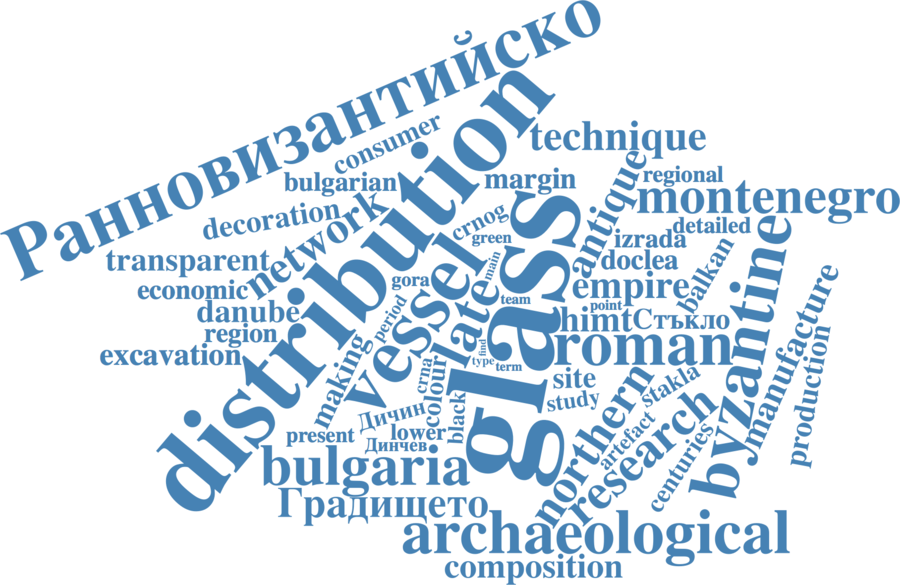 Ранновизантийско
distribution
consumer
technique
bulgarian
margin
regional
antique
montenegro
decoration
network
crnog
green
detailed
izrada
transparent
vessel
glass
doclea
balkan
byzantine
economic
gora
main
late
team
empire
danube
period
point
himt
Стъкло
manufacture
region
excavation
making
find
type
term
roman
production
crna
colour
site
study
stakla
Дичин
black
northern
artefact
research
present
lower
Динчев
centuries
bulgaria
Градището
archaeological
composition